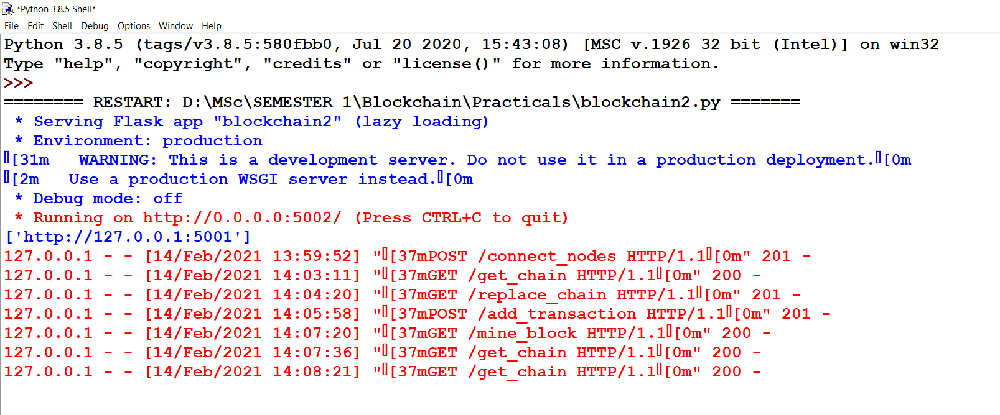 *Python 3.8.5 Shell*
File Edit Shell Debug Options Window Help
Python 3.8.5 (tags/v3.8.5:580fbb0, Jul 20 2020, 15:43:08) [MSC v.1926 32 bit (Intel)] on win32
Type "help", "copyright", "credits" or "license()" for more information.
>>>
======== RESTART: D:\MSc\SEMESTER 1\Blockchain\Practicals\blockchain2.py =======
 * Serving Flask app "blockchain2" (lazy loading)
 * Environment: production
▯[31m   WARNING: This is a development server. Do not use it in a production deployment.▯[0m
▯[2m   Use a production WSGI server instead.▯[0m
 * Debug mode: off
 * Running on http://0.0.0.0:5002/ (Press CTRL+C to quit)
['http://127.0.0.1:5001']
127.0.0.1 - - [14/Feb/2021 13:59:52] "▯[37mPOST /connect_nodes HTTP/1.1▯[0m" 201 -
127.0.0.1 - - [14/Feb/2021 14:03:11] "▯[37mGET /get_chain HTTP/1.1▯[0m" 200 -
127.0.0.1 - - [14/Feb/2021 14:04:20] "▯[37mGET /replace_chain HTTP/1.1▯[0m" 201 -
127.0.0.1 - - [14/Feb/2021 14:05:58] "▯[37mPOST /add_transaction HTTP/1.1▯[0m" 201 -
127.0.0.1 - - [14/Feb/2021 14:07:20] "▯[37mGET /mine_block HTTP/1.1▯[0m" 200 -
127.0.0.1 - - [14/Feb/2021 14:07:36] "▯[37mGET /get_chain HTTP/1.1▯[0m" 200 -
127.0.0.1 - - [14/Feb/2021 14:08:21] "▯[37mGET /get_chain HTTP/1.1▯[0m" 200 -